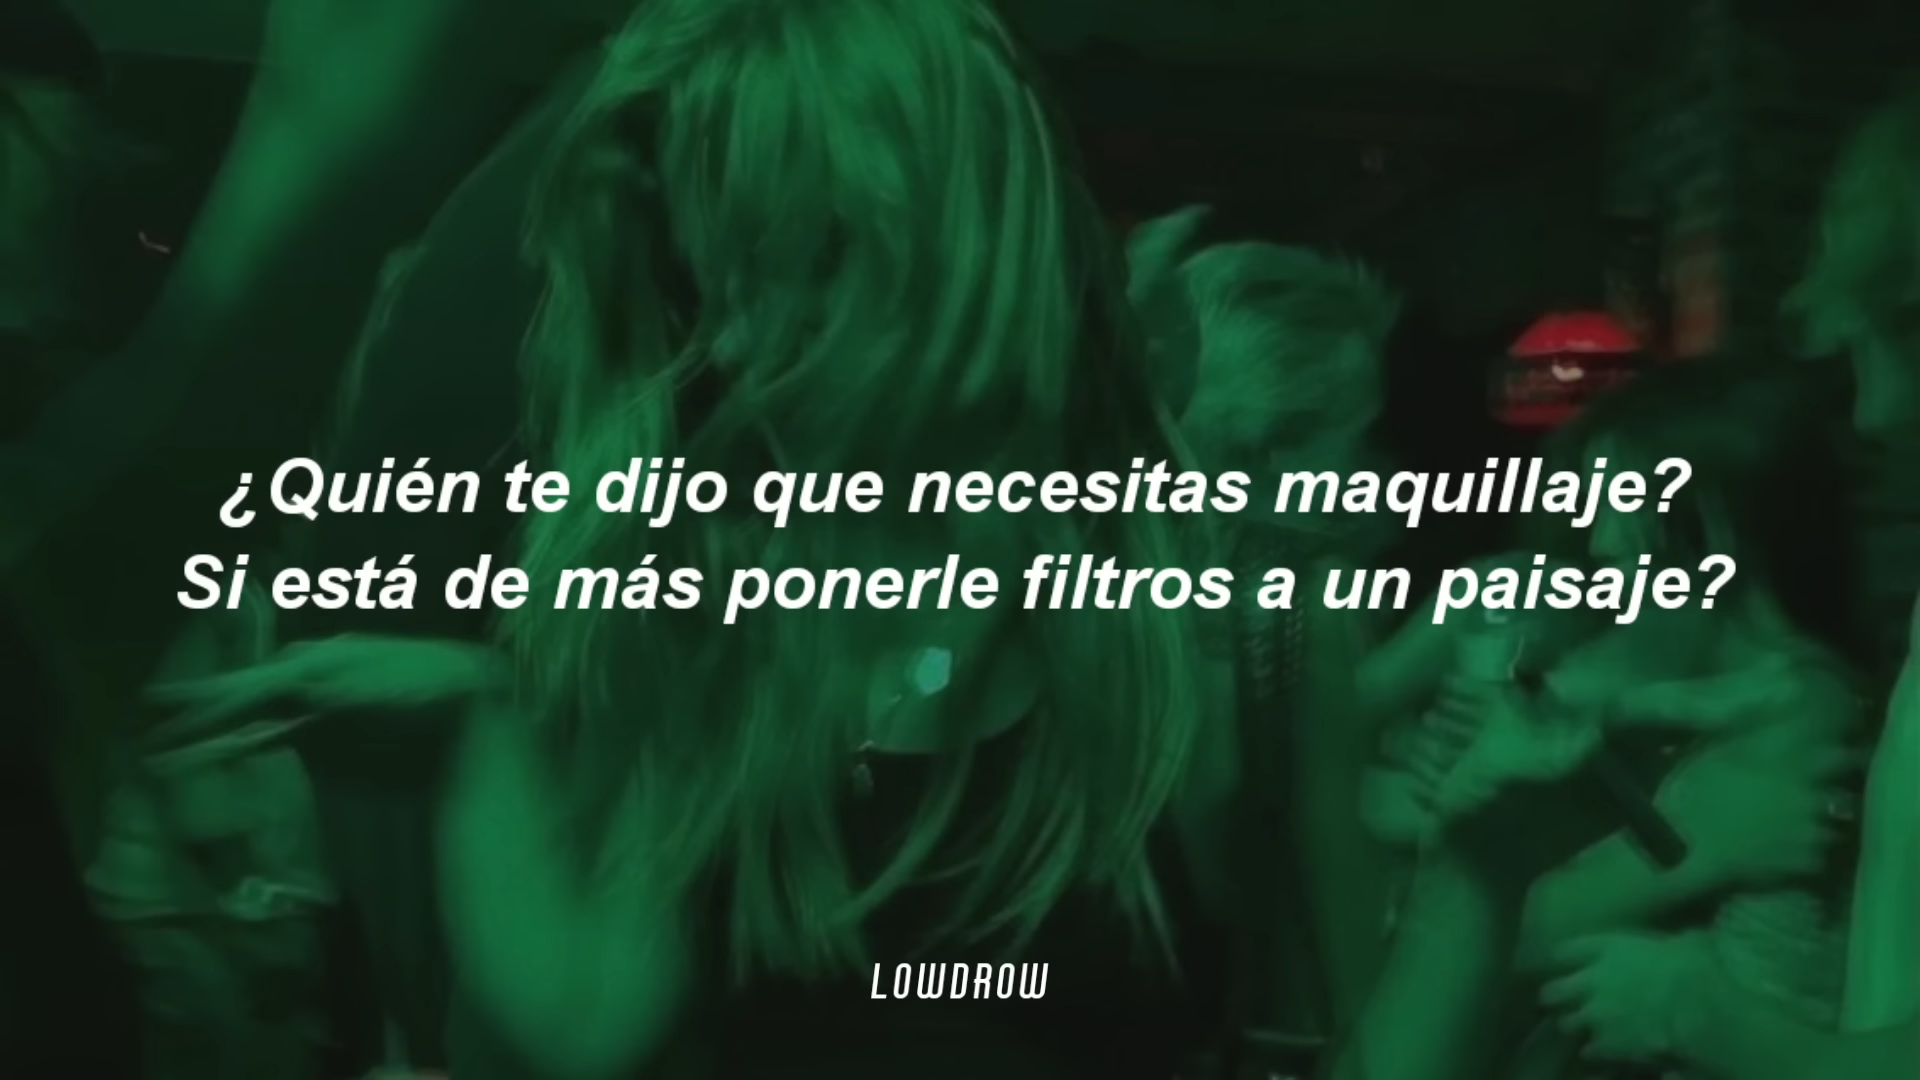 ¿Quién te dijo que necesitas maquillaje?
Si está de más ponerle filtros a un paisaje?
LOWDROW